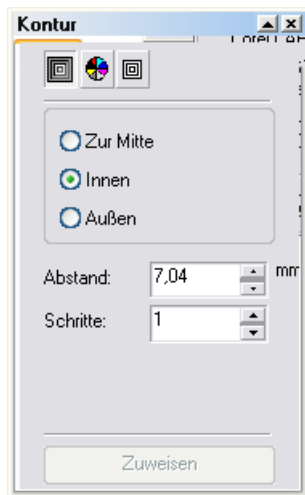 Kontur
Zur Mitte
Innen
Außen
Abstand: 7,04 mm
Schritte: 1
Zuweisen